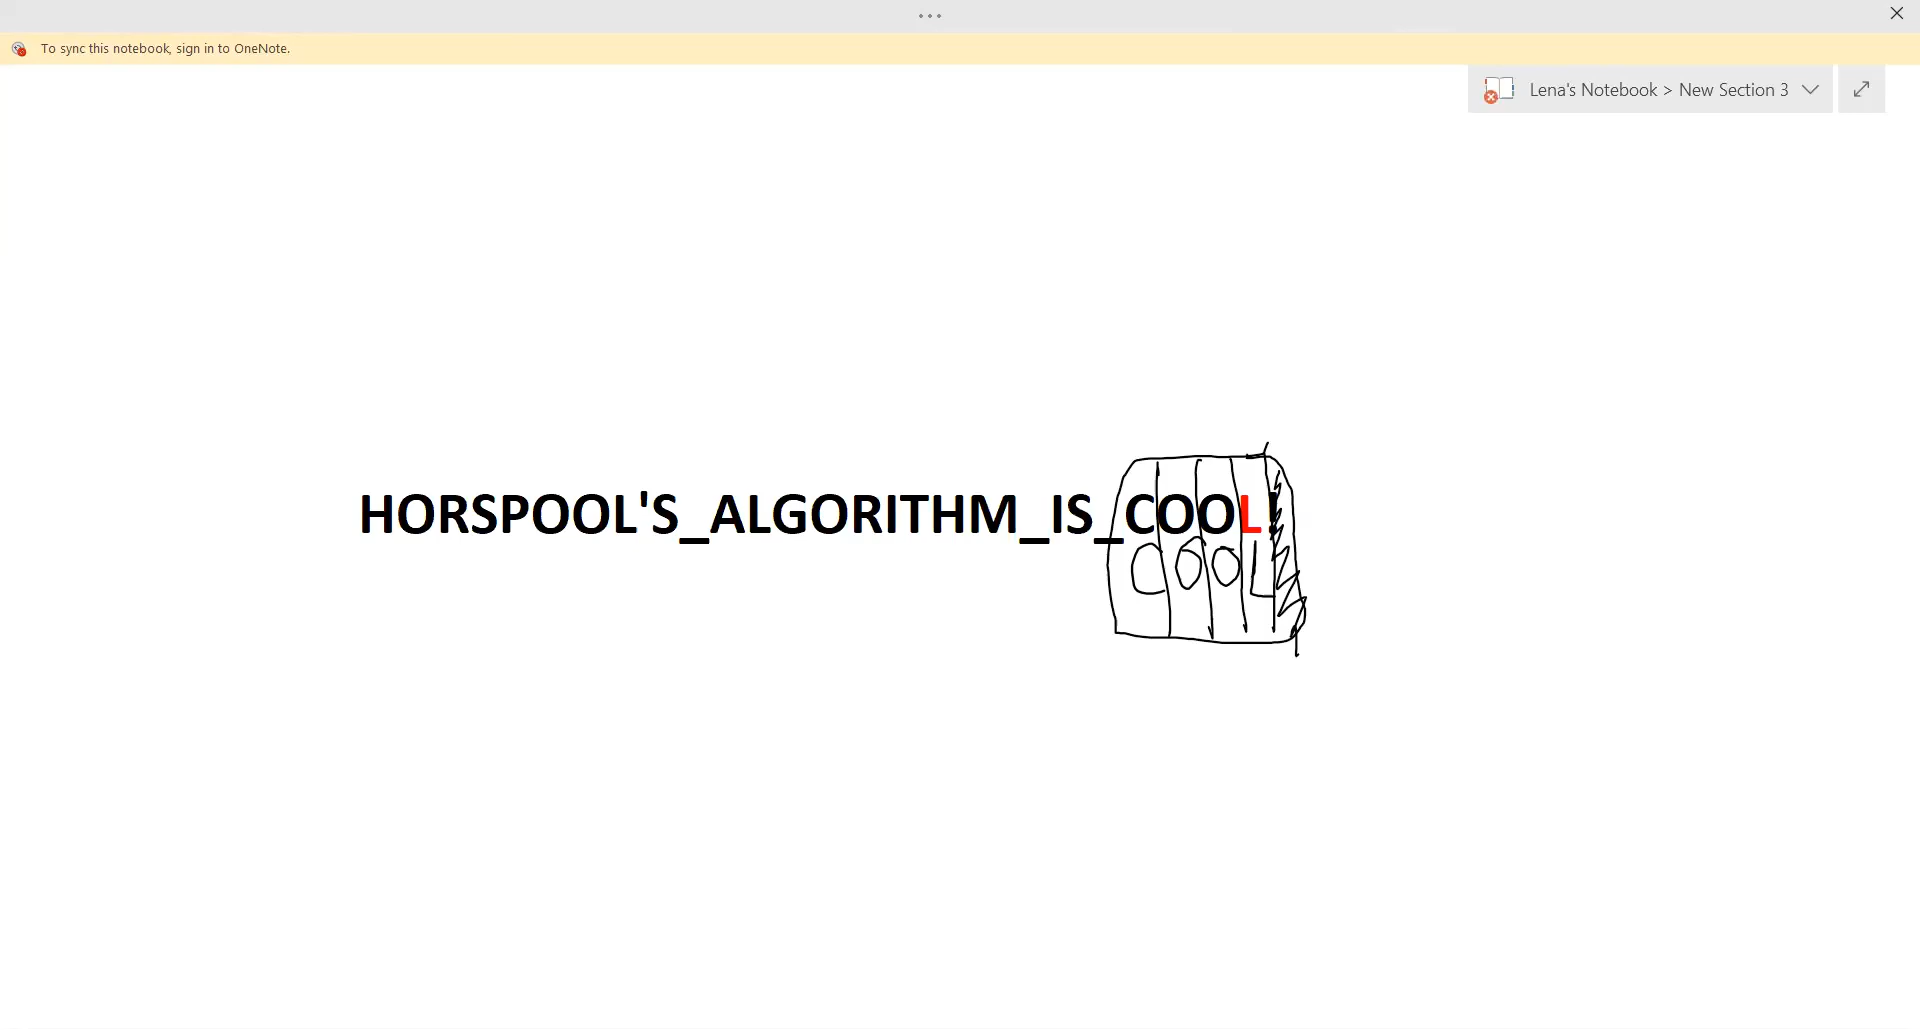 To sync this notebook, sign in to OneNote.
Lena's Notebook > New Section 3
HORSPOOL'S_ALGORITHM_IS_COOL!
COOL